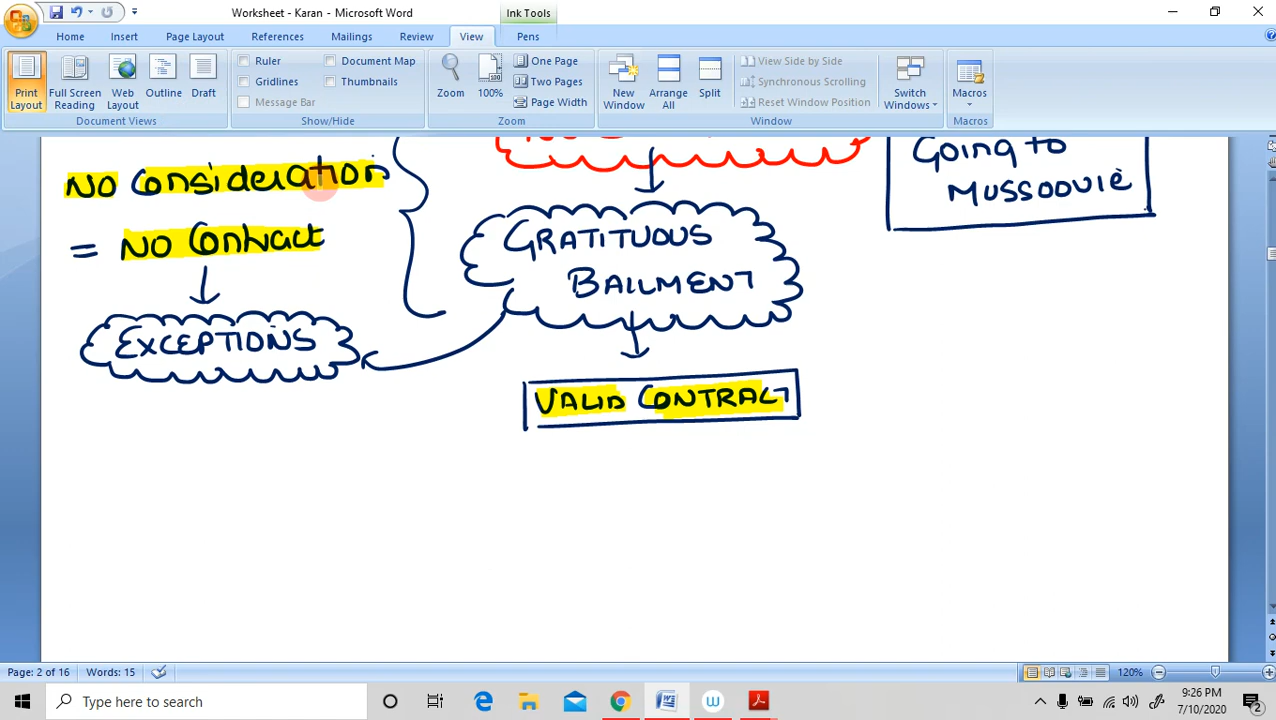 Worksheet - Karan - Microsoft Word
Ink Tools
Home Insert Page Layout References Mailings Review View Pens
Print Layout
Full Screen Reading
Web Layout
Outline
Draft
Document Views
Ruler
Gridlines
Message Bar
Document Map
Thumbnails
Show/Hide
Zoom
100%
One Page
Two Pages
Page Width
Zoom
New Window
Arrange All
Split
View Side by Side
Synchronous Scrolling
Reset Window Position
Window
Switch Windows
Macros
Macros
NO Consideration
= NO Contract
EXCEPTIONS
GRATITUOUS
BAILMENT
VALID CONTRACT
Going to
MUSSOORIE
Page: 2 of 16
Words: 15
120%
Type here to search
9:26 PM
7/10/2020
2